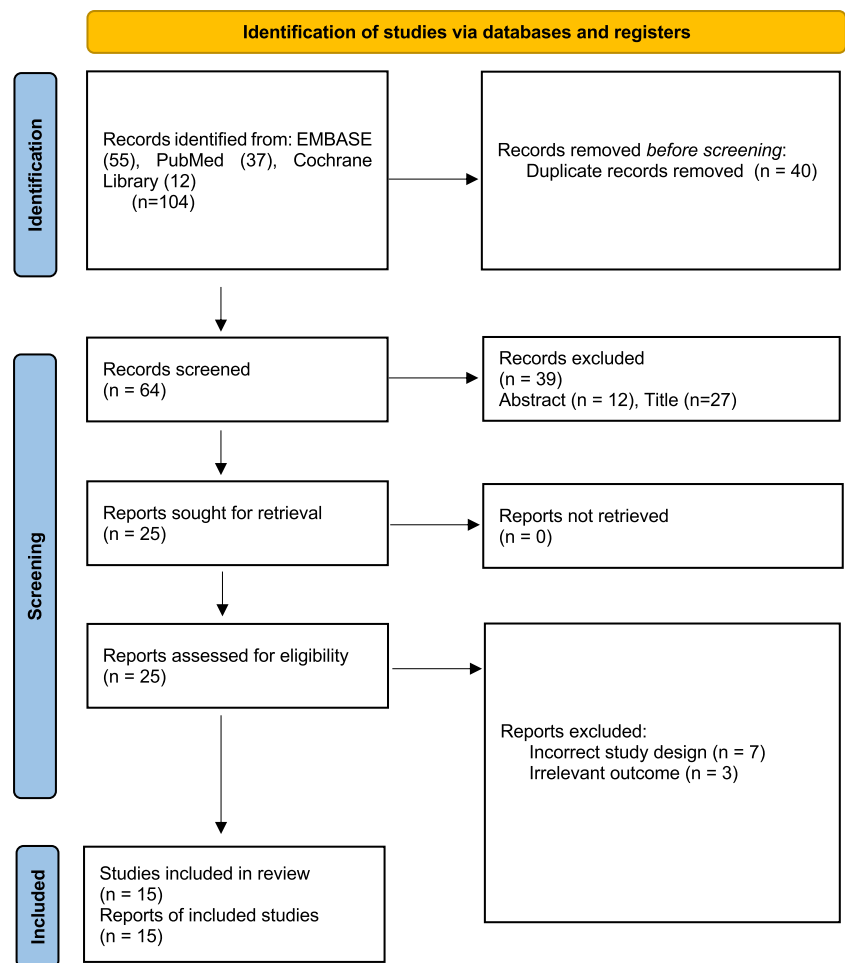 Identification of studies via databases and registers
Identification
Records identified from: EMBASE
(55), PubMed (37), Cochrane
Library (12)
(n=104)
Records removed before screening:
Duplicate records removed (n = 40)
Screening
Records screened
(n = 64)
Records excluded
(n = 39)
Abstract (n = 12), Title (n=27)
Reports sought for retrieval
(n = 25)
Reports not retrieved
(n = 0)
Reports assessed for eligibility
(n = 25)
Reports excluded:
Incorrect study design (n = 7)
Irrelevant outcome (n = 3)
Included
Studies included in review
(n = 15)
Reports of included studies
(n = 15)